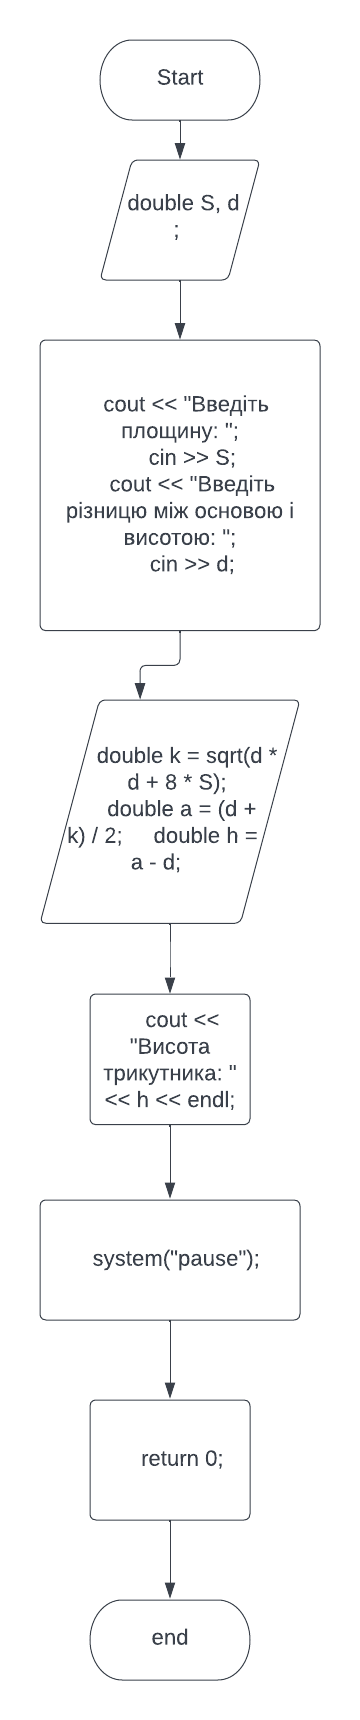 Start
double S, d
;
cout << "Введіть
площину: ";
cin >> S;
cout << "Введіть
різницю між основою і
висотою: ";
cin >> d;
double k = sqrt(d *
d + 8 * S);
double a = (d +
k) / 2; double h =
a - d;
cout <<
"Висота
трикутника: "
<< h << endl;
system("pause");
return 0;
end